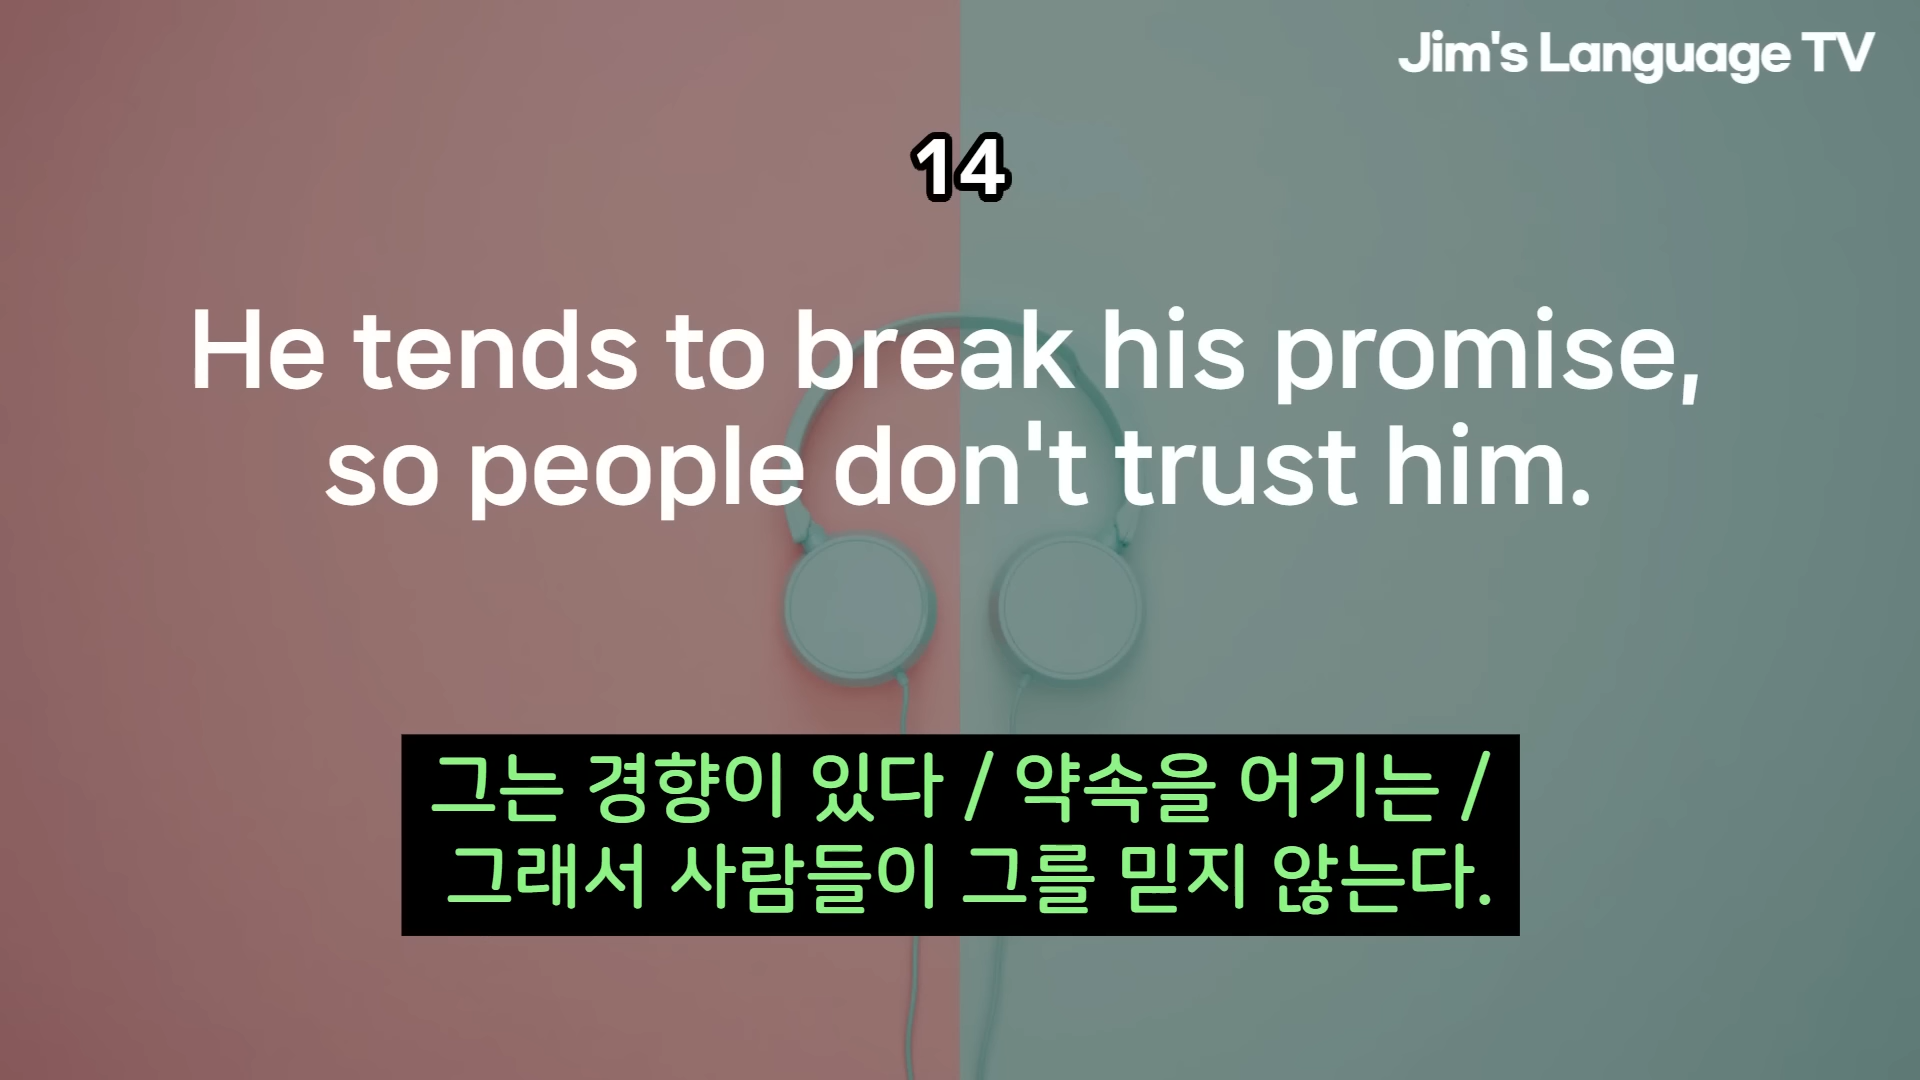 Jim's Language TV
14
He tends to break his promise,
so people don't trust him.
그는 경향이 있다 / 약속을 어기는 /
그래서 사람들이 그를 믿지 않는다.